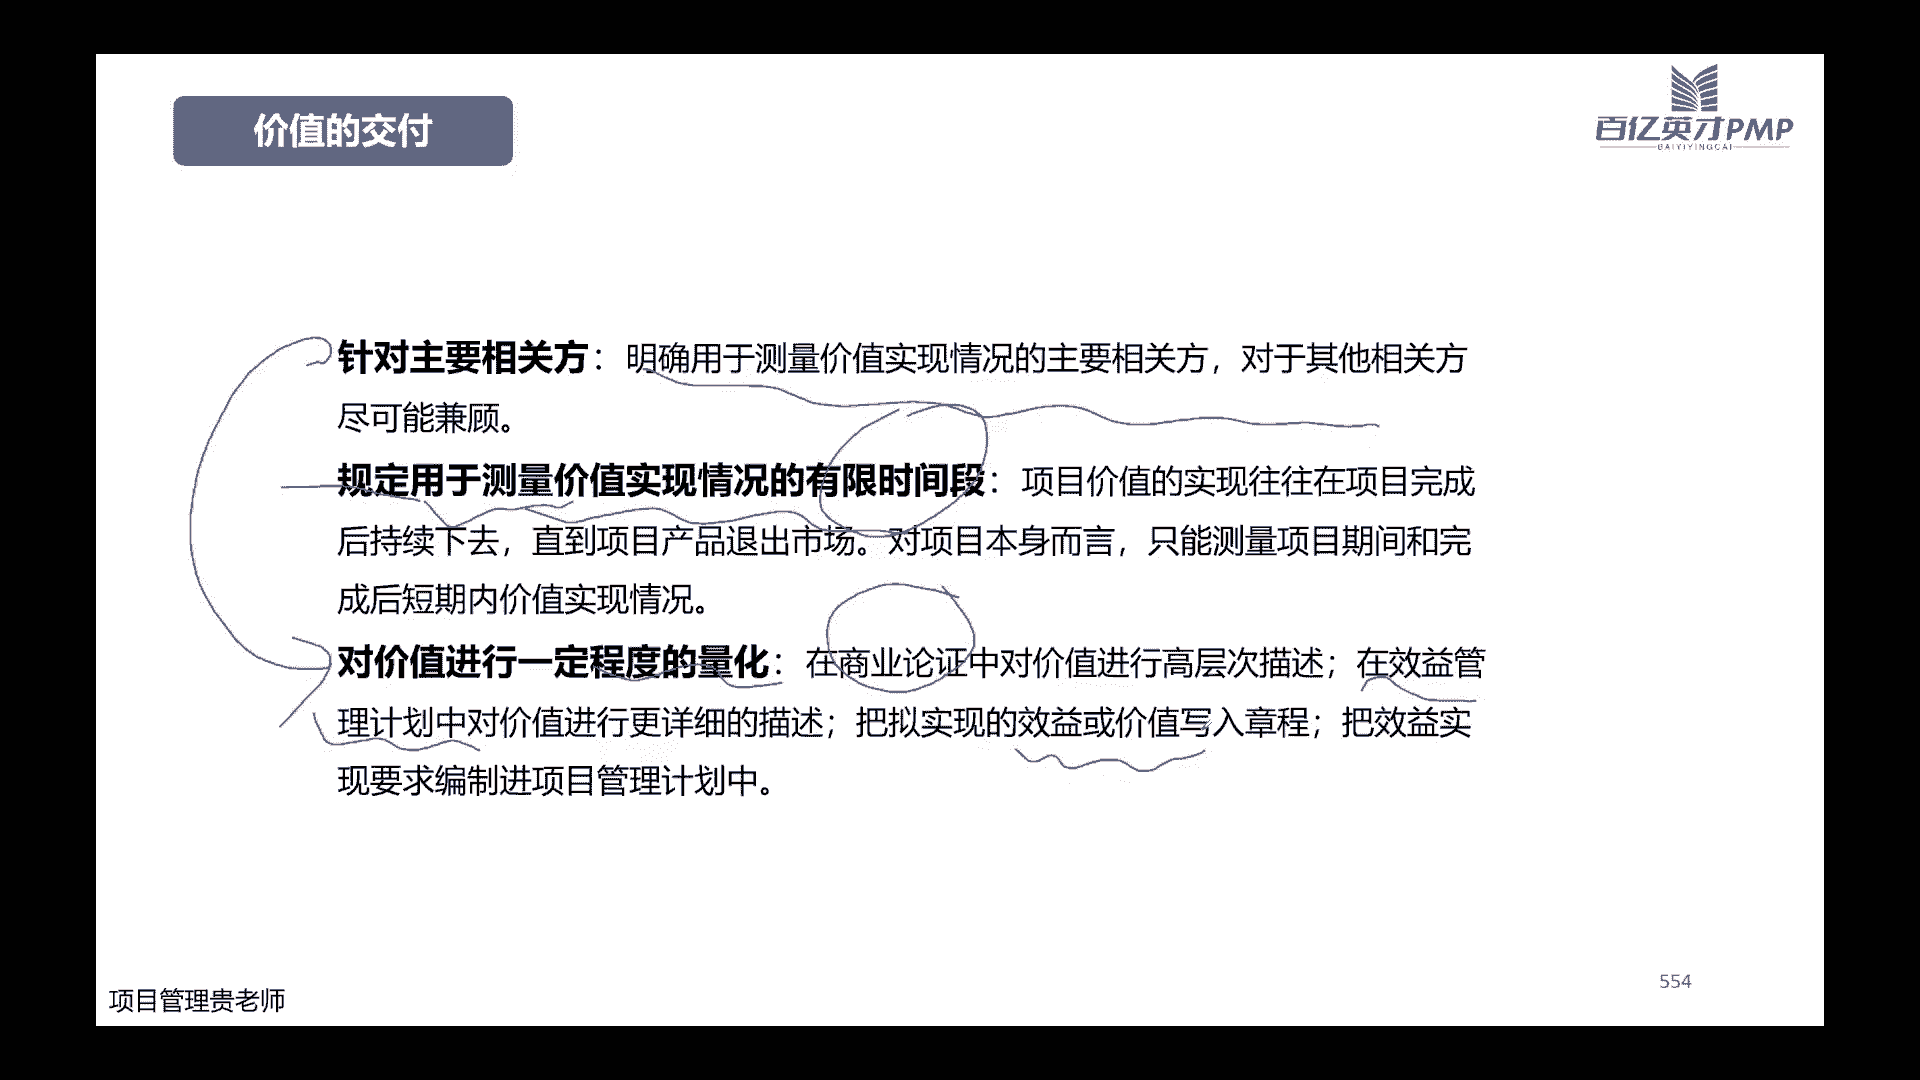 价值的交付
百亿英才PMP
BAIYIYINGCAI
针对主要相关方：明确用于测量价值实现情况的主要相关方，对于其他相关方
尽可能兼顾。
规定用于测量价值实现情况的有限时间段：项目价值的实现往往在项目完成
后持续下去，直到项目产品退出市场。对项目本身而言，只能测量项目期间和完
成后短期内价值实现情况。
对价值进行一定程度的量化：在商业论证中对价值进行高层次描述；在效益管
理计划中对价值进行更详细的描述；把拟实现的效益或价值写入章程；把效益实
现要求编制进项目管理计划中。
554
项目管理贵老师